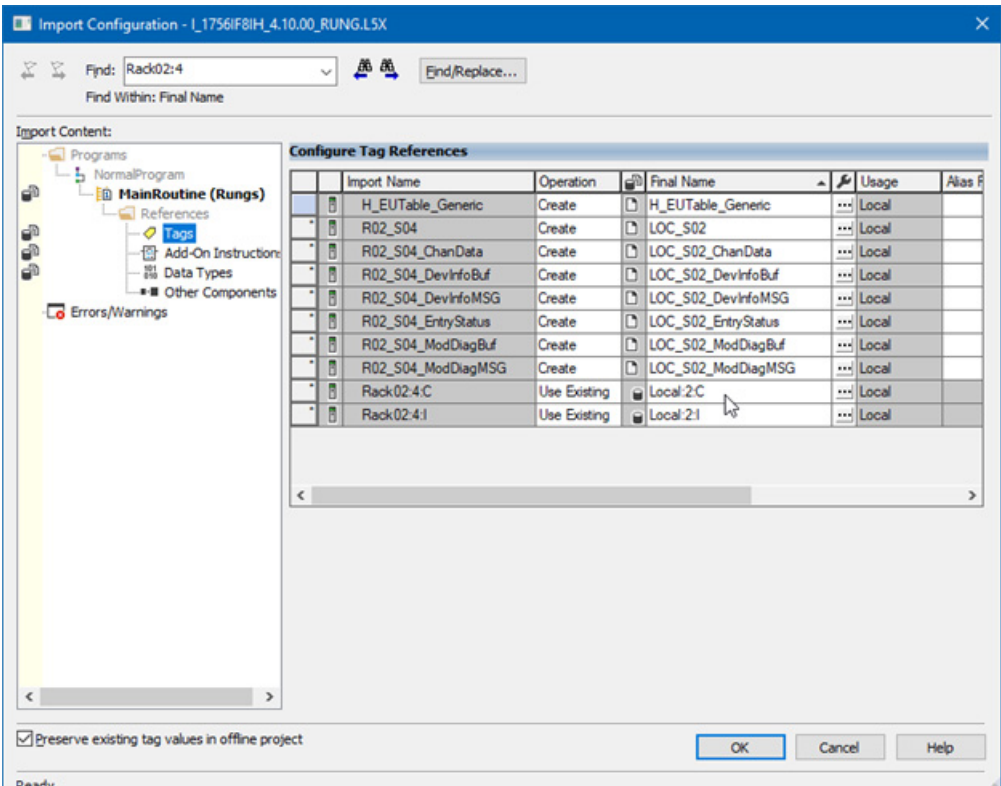 Import Configuration - I_1756IF8IH_4.10.00_RUNG.L5X
Find: Rack02:4 Find/Replace...
Find Within: Final Name
Import Content:
Programs
NormalProgram
MainRoutine (Rungs)
References
Tags
Add-On Instructions
Data Types
Other Components
Errors/Warnings
Configure Tag References
Import Name Operation Final Name Usage Alias F
H_EUTable_Generic Create H_EUTable_Generic ... Local
R02_S04 Create LOC_S02 ... Local
R02_S04_ChanData Create LOC_S02_ChanData ... Local
R02_S04_DevInfoBuf Create LOC_S02_DevInfoBuf ... Local
R02_S04_DevInfoMSG Create LOC_S02_DevInfoMSG ... Local
R02_S04_EntryStatus Create LOC_S02_EntryStatus ... Local
R02_S04_ModDiagBuf Create LOC_S02_ModDiagBuf ... Local
R02_S04_ModDiagMSG Create LOC_S02_ModDiagMSG ... Local
Rack02:4:C Use Existing Local:2:C ... Local
Rack02:4:I Use Existing Local:2:I ... Local
Preserve existing tag values in offline project
OK Cancel Help
Ready